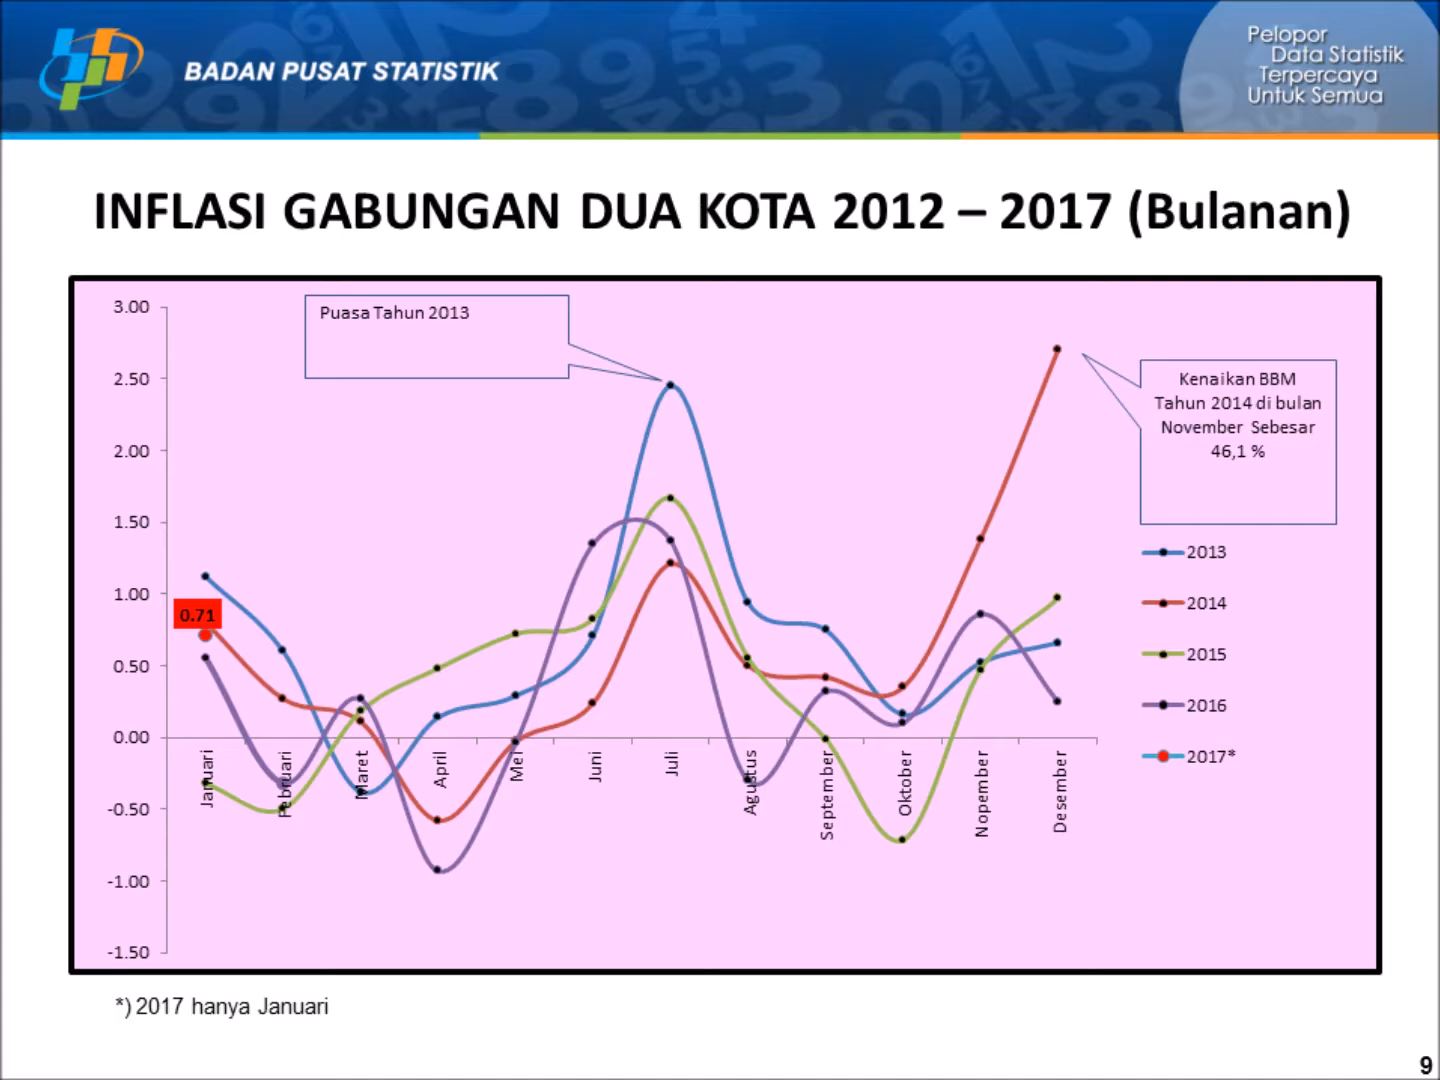 BADAN PUSAT STATISTIK
Pelopor
Data Statistik
Terpercaya
Untuk Semua
INFLASI GABUNGAN DUA KOTA 2012 – 2017 (Bulanan)
3.00
2.50
2.00
1.50
1.00
0.50
0.00
-0.50
-1.00
-1.50
Puasa Tahun 2013
Kenaikan BBM
Tahun 2014 di bulan
November Sebesar
46,1 %
0.71
Januari
Februari
Maret
April
Mei
Juni
Juli
Agustus
September
Oktober
Nopember
Desember
2013
2014
2015
2016
2017*
*) 2017 hanya Januari
9